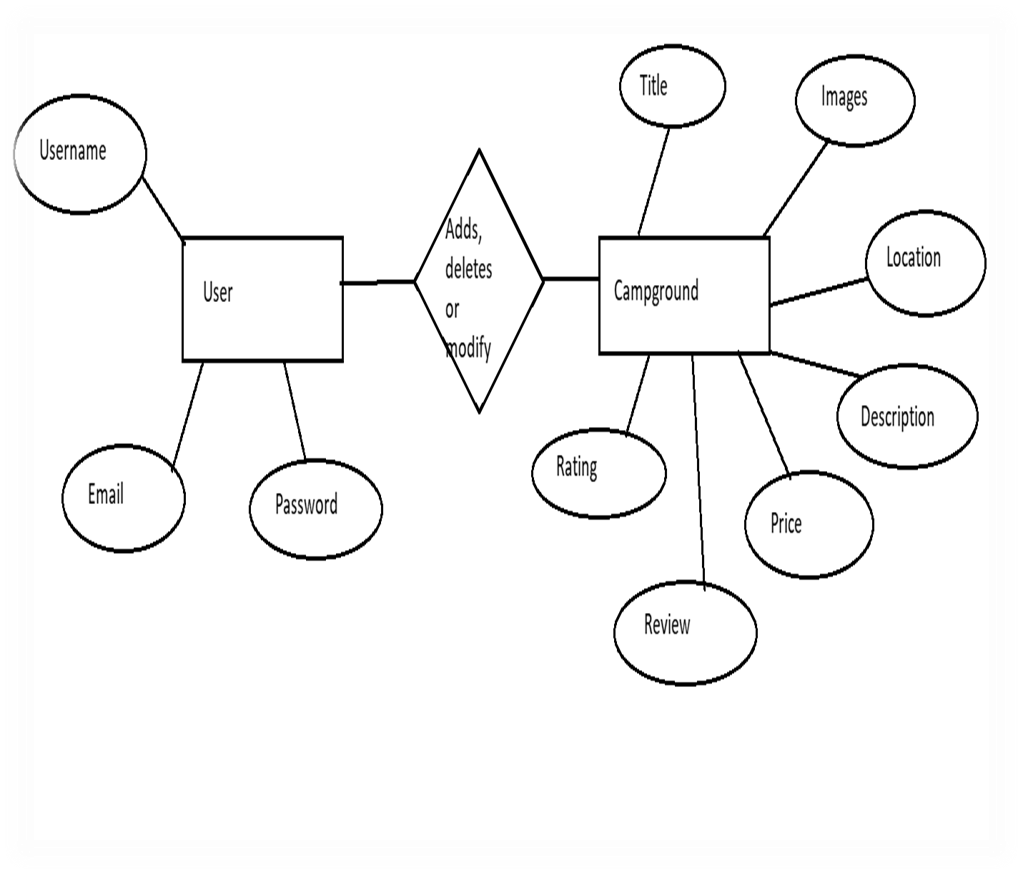 Title
Images
Username
Adds,
deletes
or
modify
Location
User
Campground
Description
Rating
Email
Password
Price
Review